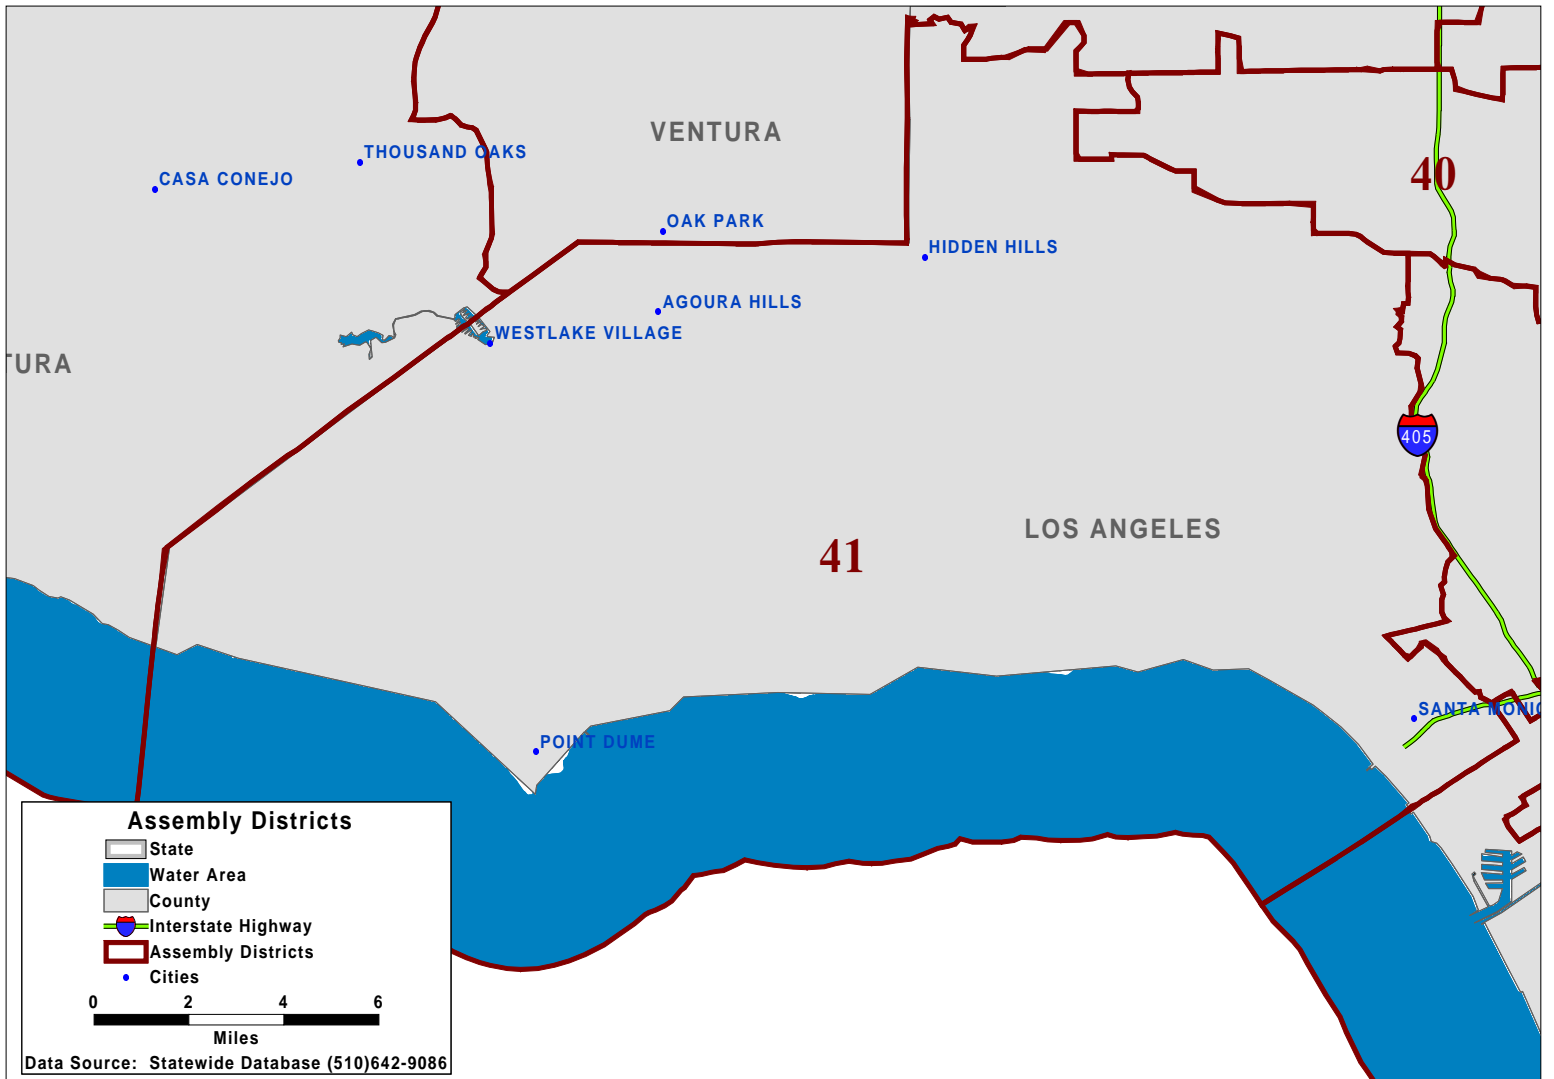 VENTURA
THOUSAND OAKS
CASA CONEJO
40
OAK PARK
HIDDEN HILLS
AGOURA HILLS
WESTLAKE VILLAGE
TURA
405
LOS ANGELES
41
SANTA MONIC
POINT DUME
Assembly Districts
State
Water Area
County
Interstate Highway
Assembly Districts
Cities
0 2 4 6
Miles
Data Source: Statewide Database (510)642-9086